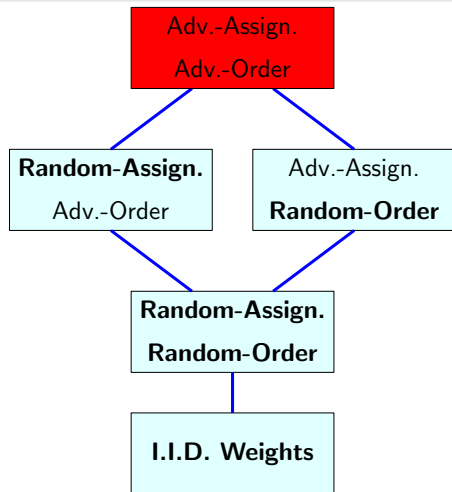 Adv.-Assign.
Adv.-Order
Random-Assign.
Adv.-Order
Adv.-Assign.
Random-Order
Random-Assign.
Random-Order
I.I.D. Weights